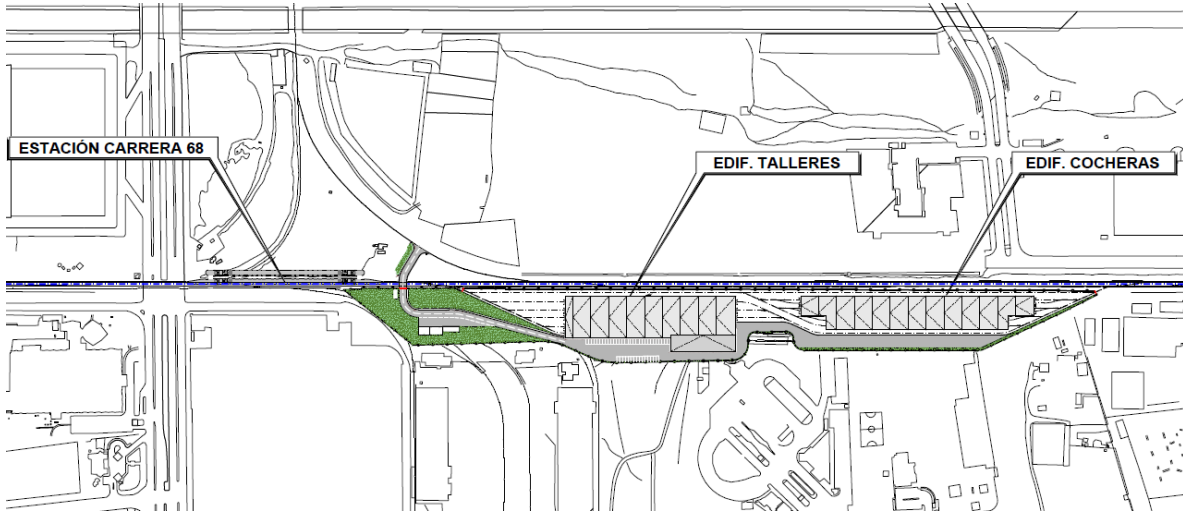 ESTACIÓN CARRERA 68
EDIF. TALLERES
EDIF. COCHERAS